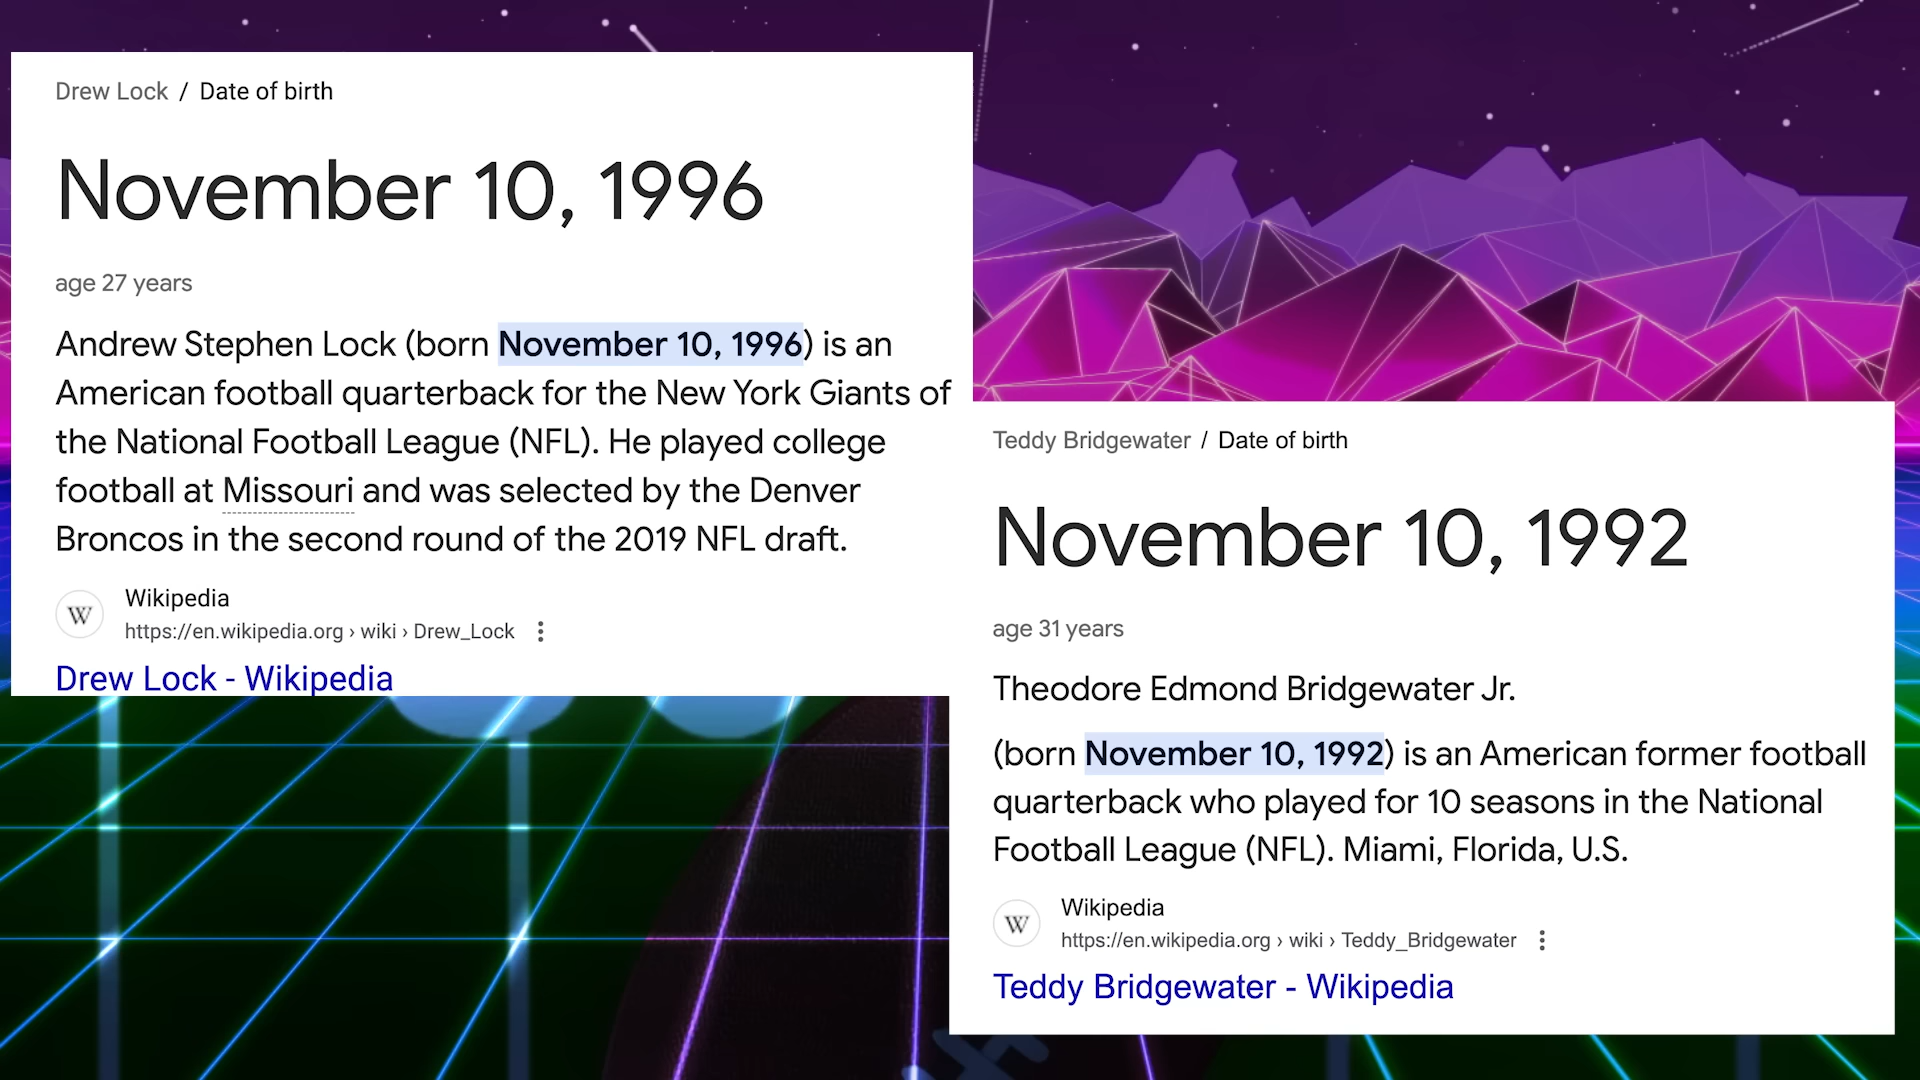 Drew Lock / Date of birth
November 10, 1996
age 27 years
Andrew Stephen Lock (born November 10, 1996) is an
American football quarterback for the New York Giants of
the National Football League (NFL). He played college
football at Missouri and was selected by the Denver
Broncos in the second round of the 2019 NFL draft.
W
Wikipedia
https://en.wikipedia.org › wiki › Drew_Lock
Drew Lock - Wikipedia
Teddy Bridgewater / Date of birth
November 10, 1992
age 31 years
Theodore Edmond Bridgewater Jr.
(born November 10, 1992) is an American former football
quarterback who played for 10 seasons in the National
Football League (NFL). Miami, Florida, U.S.
W
Wikipedia
https://en.wikipedia.org › wiki › Teddy_Bridgewater
Teddy Bridgewater - Wikipedia